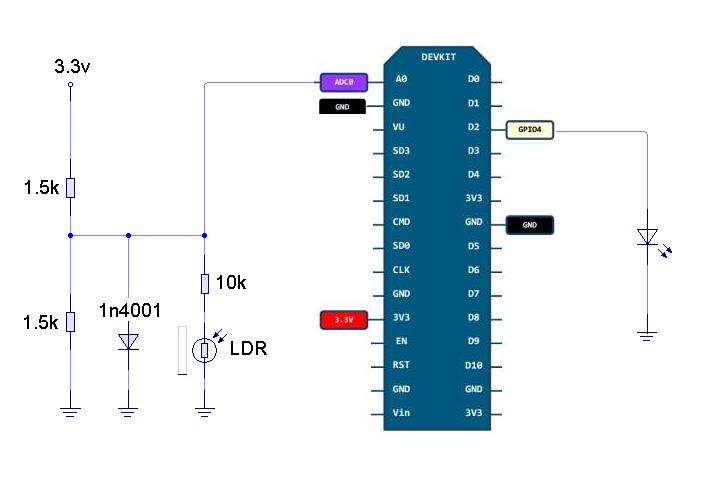 3.3v
1.5k
1.5k
1n4001
10k
LDR
DEVKIT
ADC0 A0 D0
GND GND D1
VU D2 GPIO4
SD3 D3
SD2 D4
SD1 3V3
CMD GND GND
SD0 D5
CLK D6
GND D7
3.3V 3V3 D8
EN D9
RST D10
GND GND
Vin 3V3